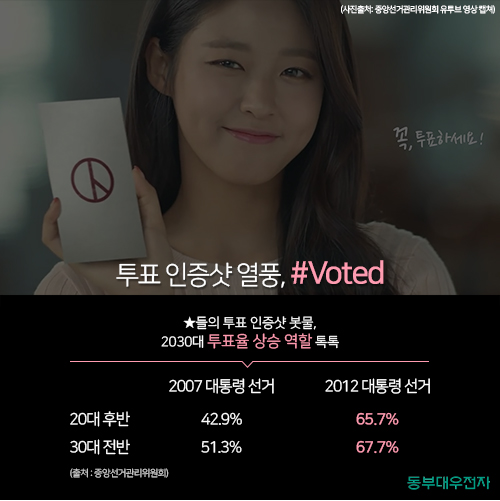 (사진출처: 중앙선거관리위원회 유투브 영상 캡쳐)
꼭, 투표하세요!
투표 인증샷 열풍, #Voted
★들의 투표 인증샷 봇물,
2030대 투표율 상승 역할 톡톡
2007 대통령 선거 2012 대통령 선거
20대 후반 42.9% 65.7%
30대 전반 51.3% 67.7%
(출처 : 중앙선거관리위원회)
동부대우전자